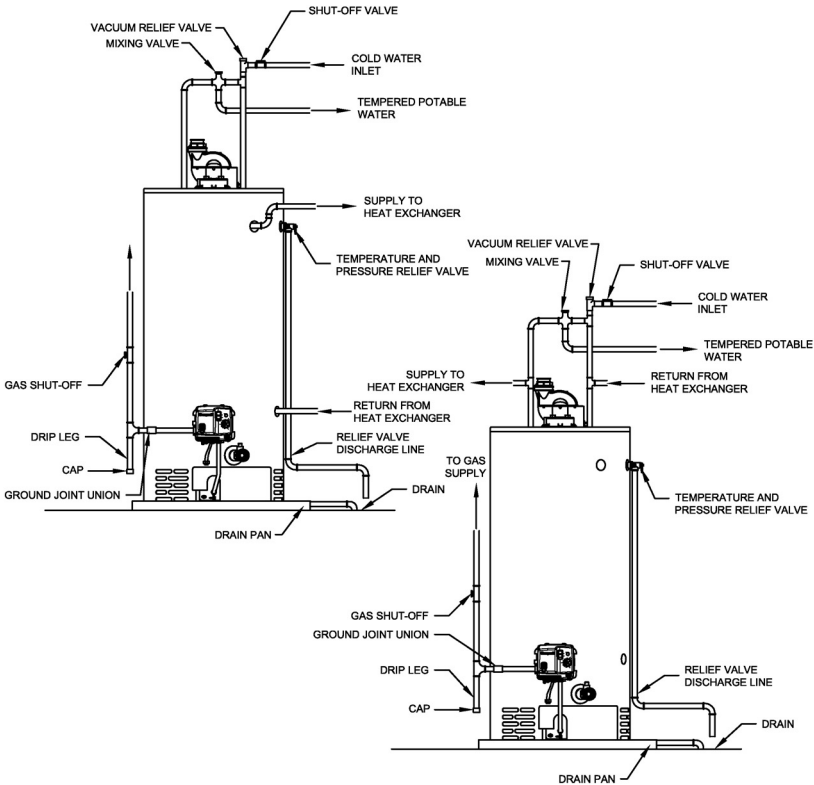 SHUT-OFF VALVE
VACUUM RELIEF VALVE
MIXING VALVE
COLD WATER
INLET
TEMPERED POTABLE
WATER
SUPPLY TO
HEAT EXCHANGER
TEMPERATURE AND
PRESSURE RELIEF VALVE
GAS SHUT-OFF
RETURN FROM
HEAT EXCHANGER
DRIP LEG
RELIEF VALVE
DISCHARGE LINE
CAP
GROUND JOINT UNION
DRAIN
DRAIN PAN
VACUUM RELIEF VALVE
MIXING VALVE
SHUT-OFF VALVE
COLD WATER
INLET
TEMPERED POTABLE
WATER
SUPPLY TO
HEAT EXCHANGER
RETURN FROM
HEAT EXCHANGER
TO GAS
SUPPLY
TEMPERATURE AND
PRESSURE RELIEF VALVE
GAS SHUT-OFF
GROUND JOINT UNION
DRIP LEG
RELIEF VALVE
DISCHARGE LINE
CAP
DRAIN
DRAIN PAN